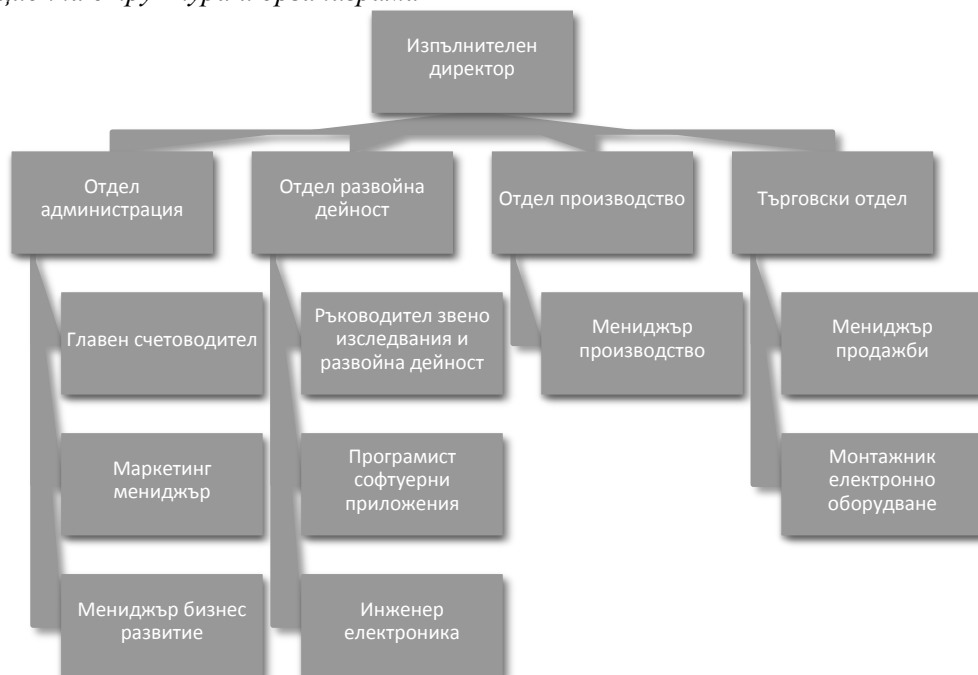 Изпълнителен
директор
Отдел
администрация
Отдел развойна
дейност
Отдел производство
Търговски отдел
Главен счетоводител
Ръководител звено
изследвания и
развойна дейност
Мениджър
производство
Мениджър
продажби
Маркетинг
мениджър
Програмист
софтуерни
приложения
Монтажник
електронно
оборудване
Мениджър бизнес
развитие
Инженер
електроника